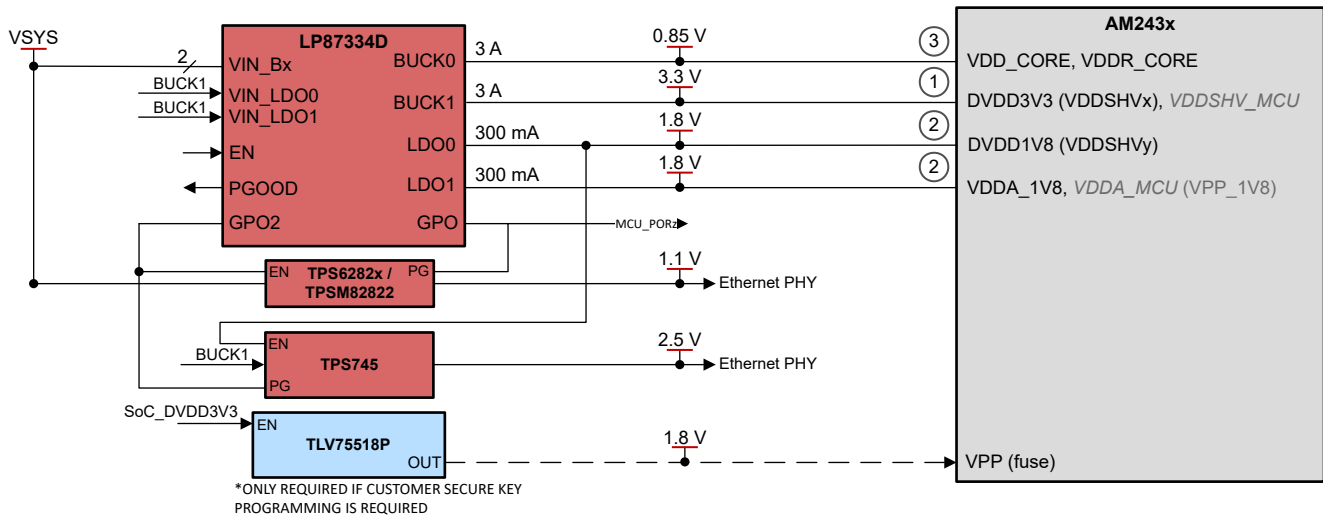 VSYS
LP87334D
AM243x
2
VIN_Bx
BUCK0
3 A
0.85 V
3
VDD_CORE, VDDR_CORE
BUCK1
VIN_LDO0
BUCK1
3 A
3.3 V
1
DVDD3V3 (VDDSHVx), VDDSHV_MCU
BUCK1
VIN_LDO1
EN
LDO0
300 mA
1.8 V
2
DVDD1V8 (VDDSHVy)
PGOOD
LDO1
300 mA
1.8 V
2
VDDA_1V8, VDDA_MCU (VPP_1V8)
GPO2
GPO
MCU_PORz
EN
TPS6282x /
TPSM82822
PG
1.1 V
Ethernet PHY
EN
BUCK1
TPS745
PG
2.5 V
Ethernet PHY
SoC_DVDD3V3
EN
TLV75518P
OUT
1.8 V
VPP (fuse)
*ONLY REQUIRED IF CUSTOMER SECURE KEY
PROGRAMMING IS REQUIRED